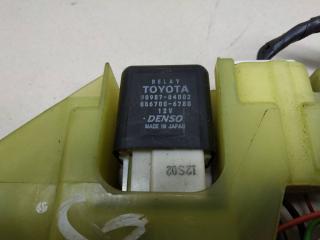 RELAY
TOYOTA
90987-04002
056700-6780
12V
DENSO
MADE IN JAPAN
12S02